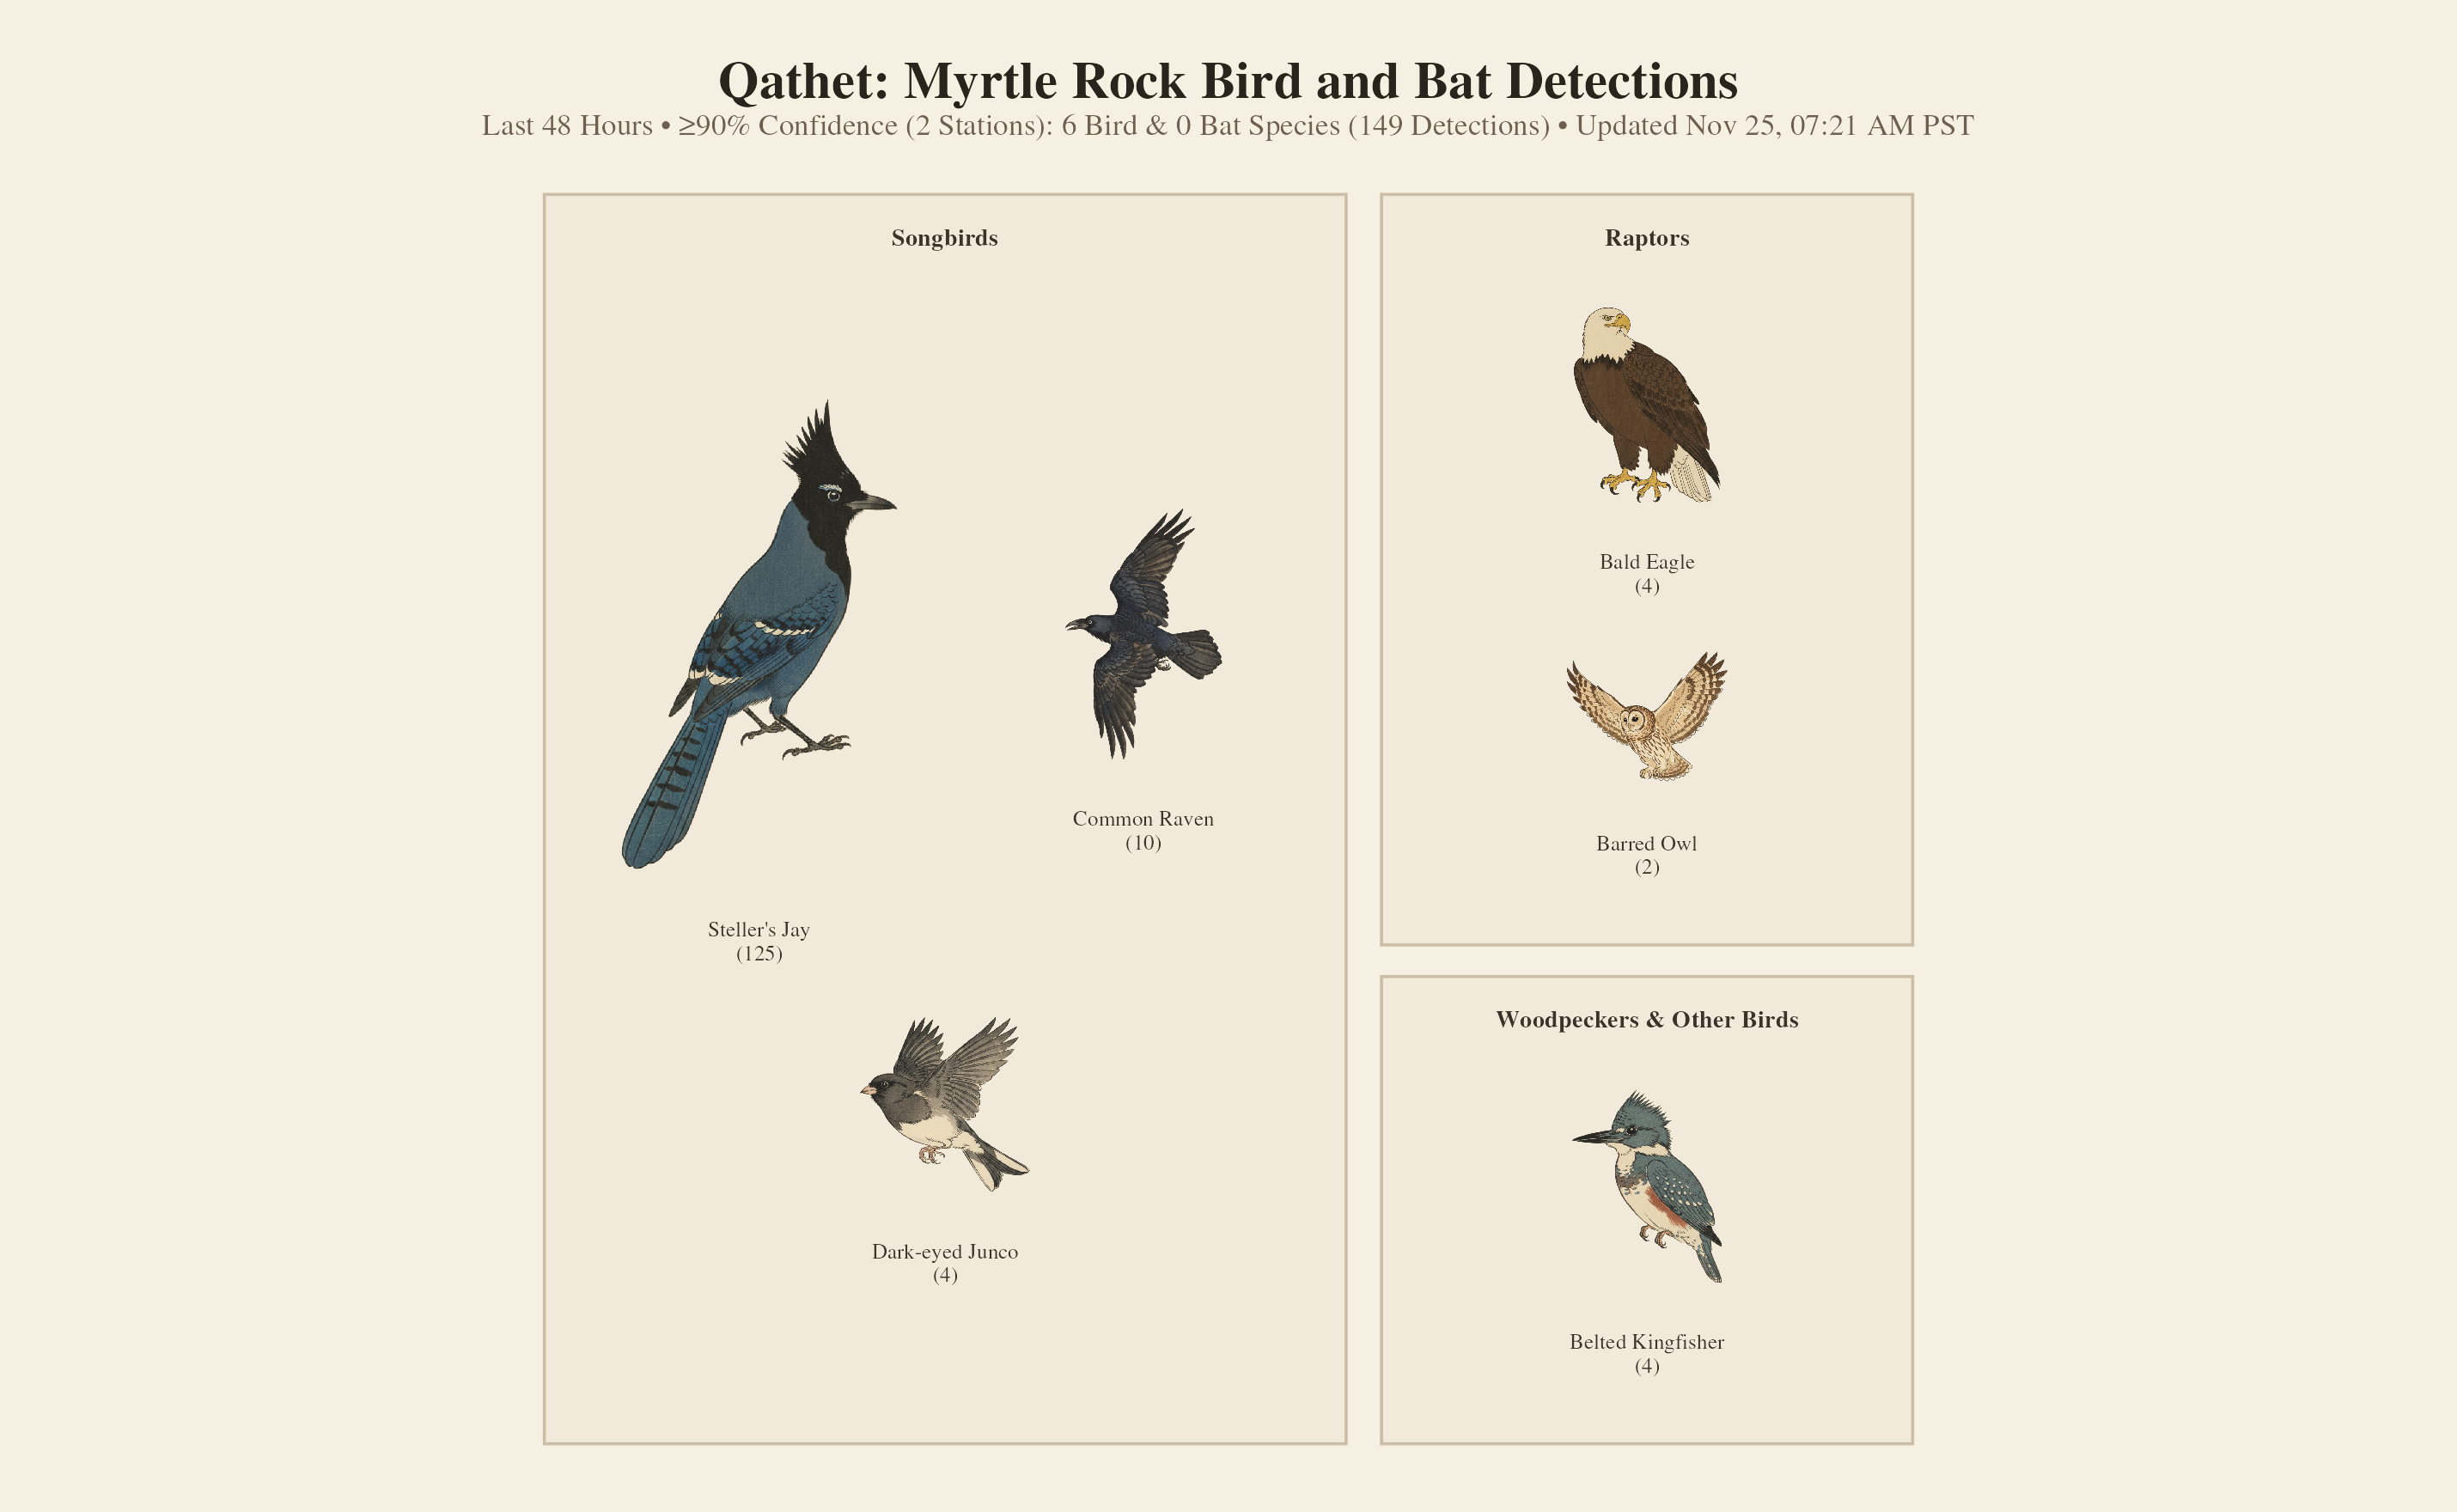 Qathet: Myrtle Rock Bird and Bat Detections
Last 48 Hours • ≥90% Confidence (2 Stations): 6 Bird & 0 Bat Species (149 Detections) • Updated Nov 25, 07:21 AM PST
Songbirds
Steller's Jay
(125)
Common Raven
(10)
Dark-eyed Junco
(4)
Raptors
Bald Eagle
(4)
Barred Owl
(2)
Woodpeckers & Other Birds
Belted Kingfisher
(4)